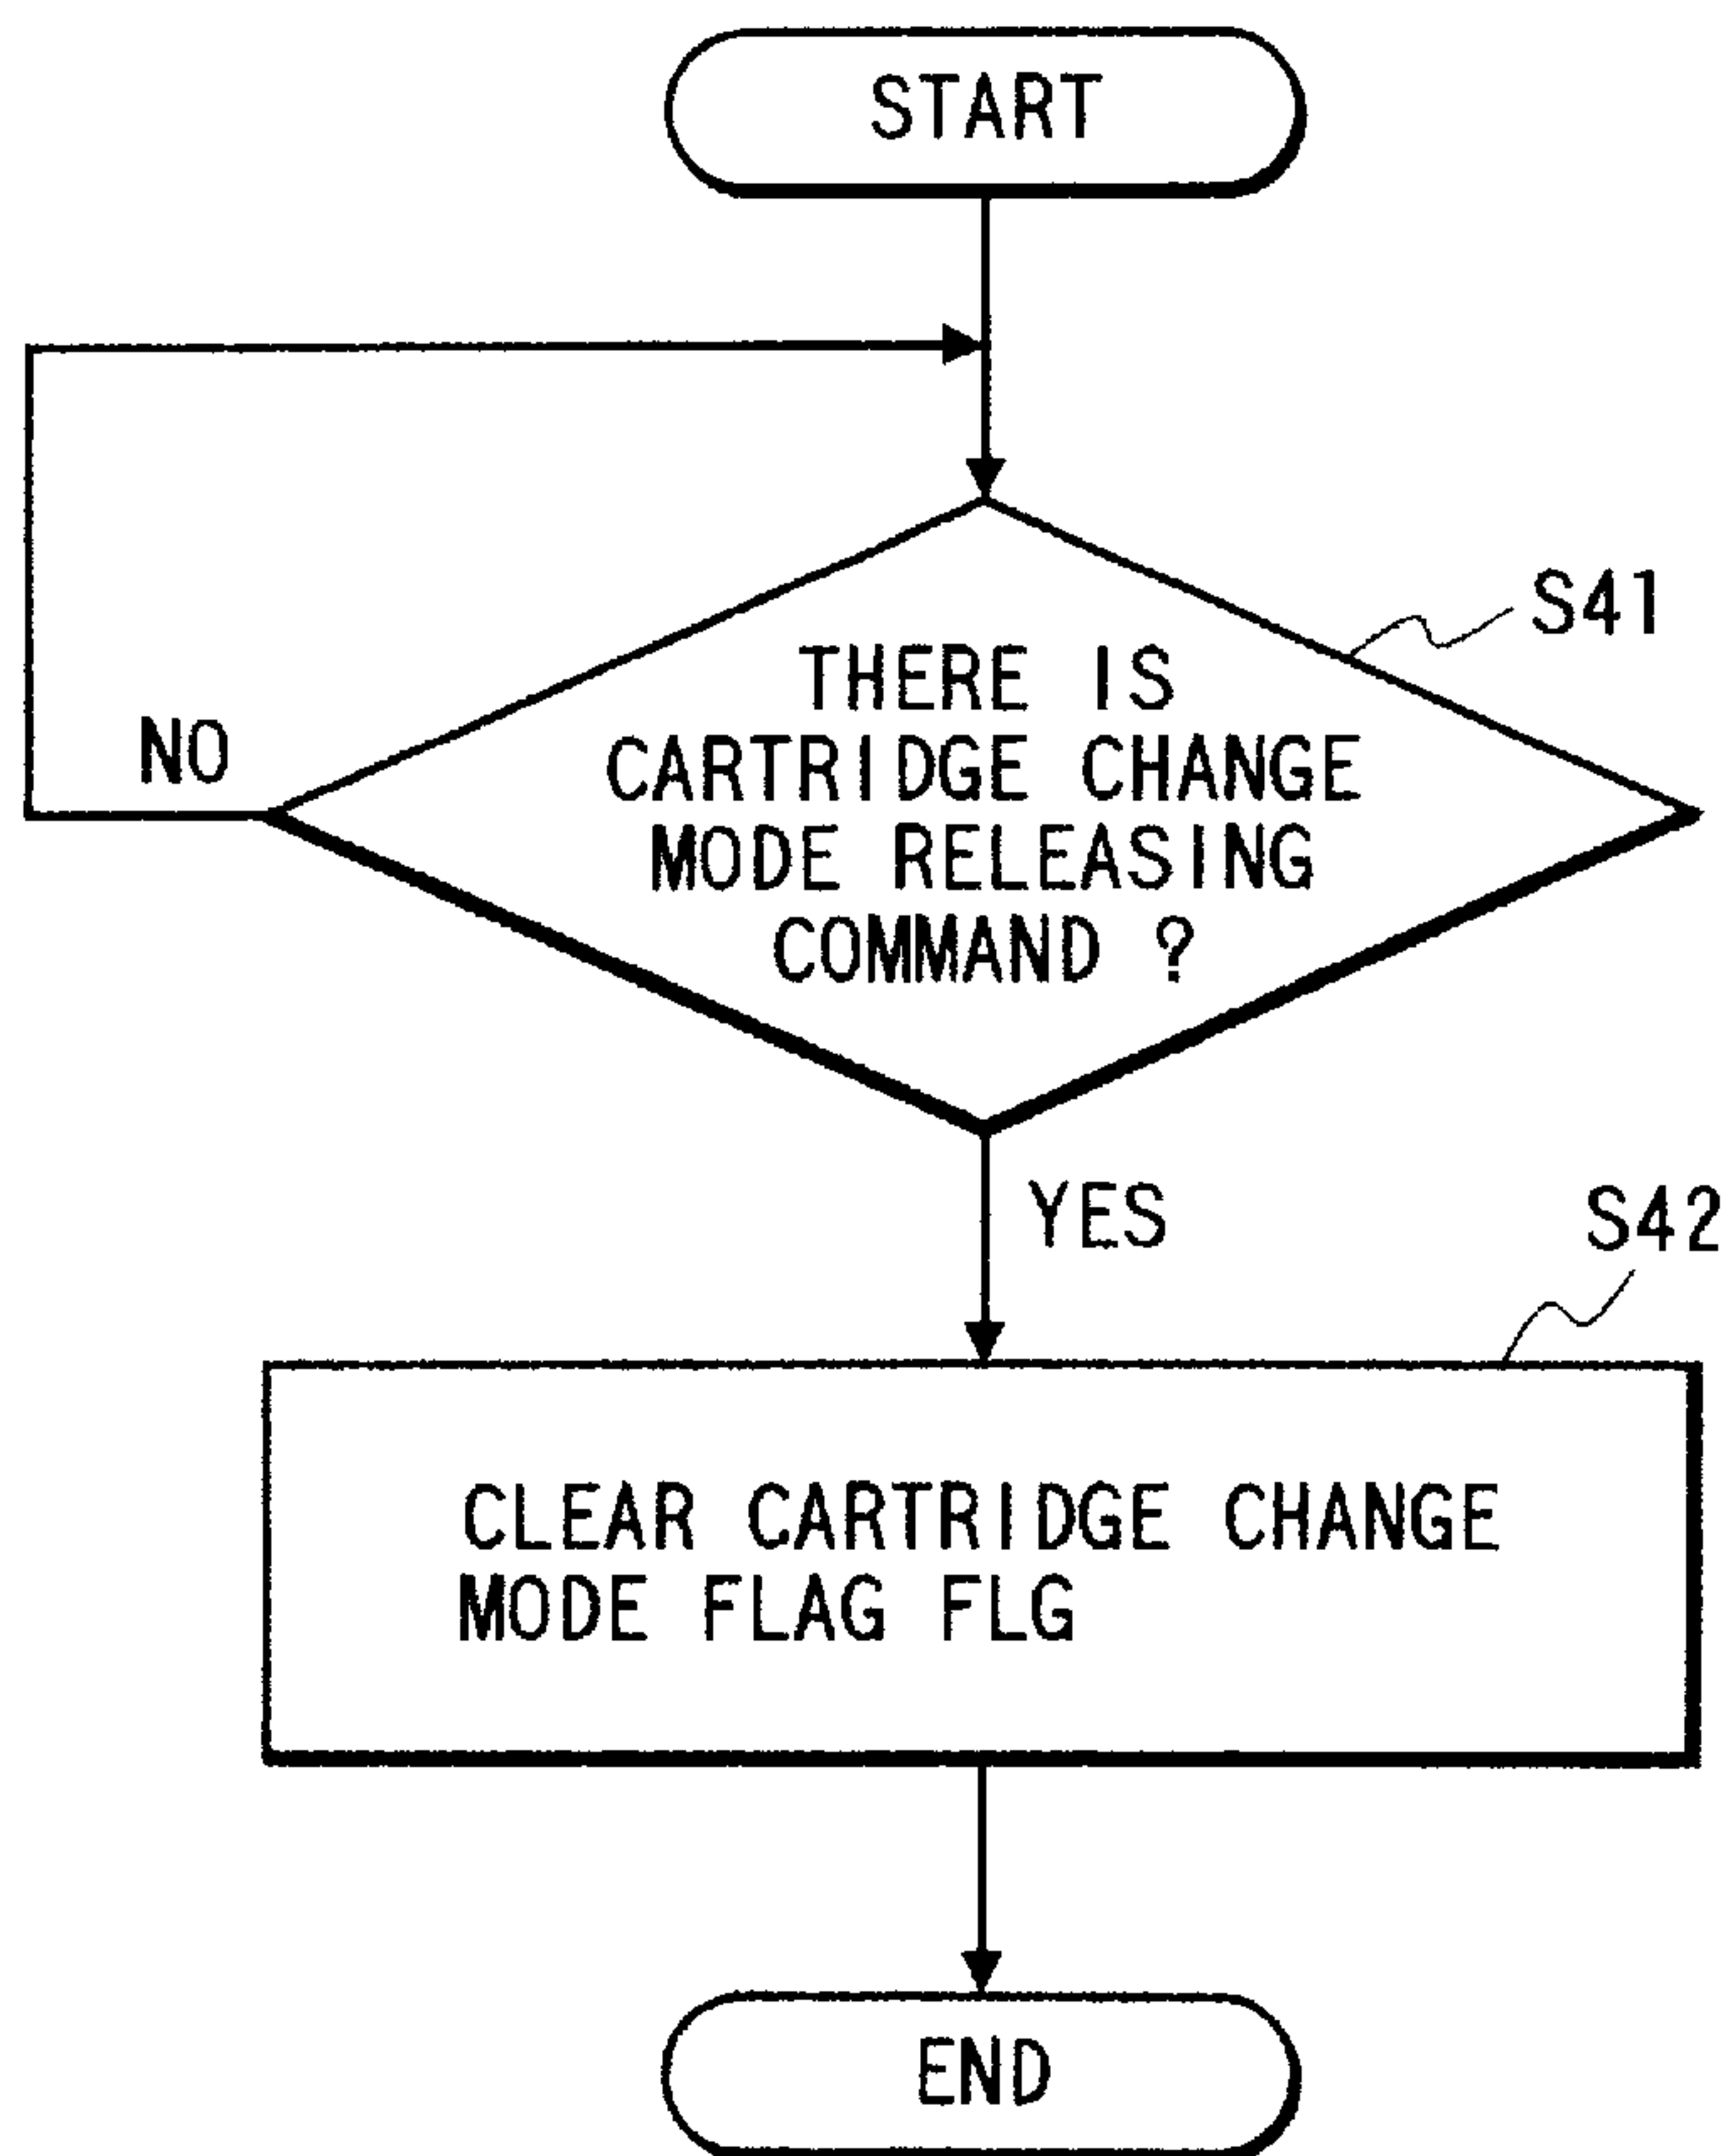 START
S41
THERE IS
CARTRIDGE CHANGE
MODE RELEASING
COMMAND ?
NO
YES
S42
CLEAR CARTRIDGE CHANGE
MODE FLAG FLG
END